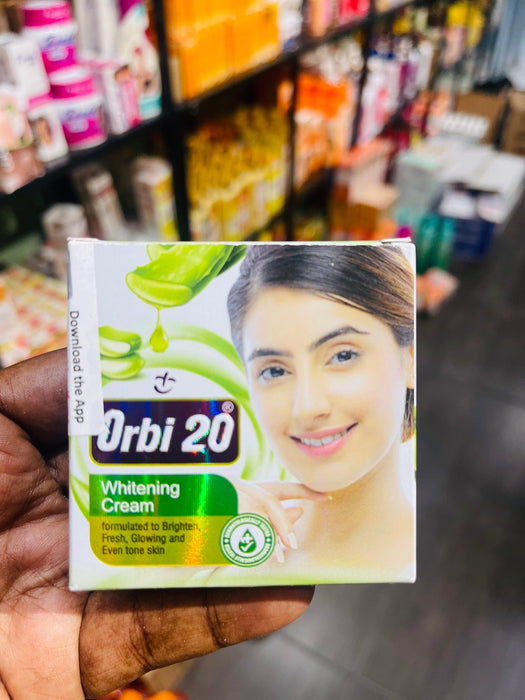 Download the App
Orbi 20®
Whitening
Cream
formulated to Brighten,
Fresh, Glowing and
Even tone skin